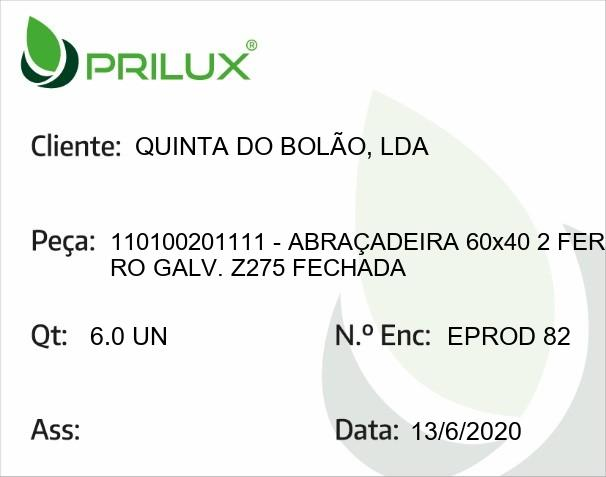 PRILUX®
Cliente: QUINTA DO BOLÃO, LDA
Peça: 110100201111 - ABRAÇADEIRA 60x40 2 FER
RO GALV. Z275 FECHADA
Qt: 6.0 UN N.º Enc: EPROD 82
Ass: Data: 13/6/2020